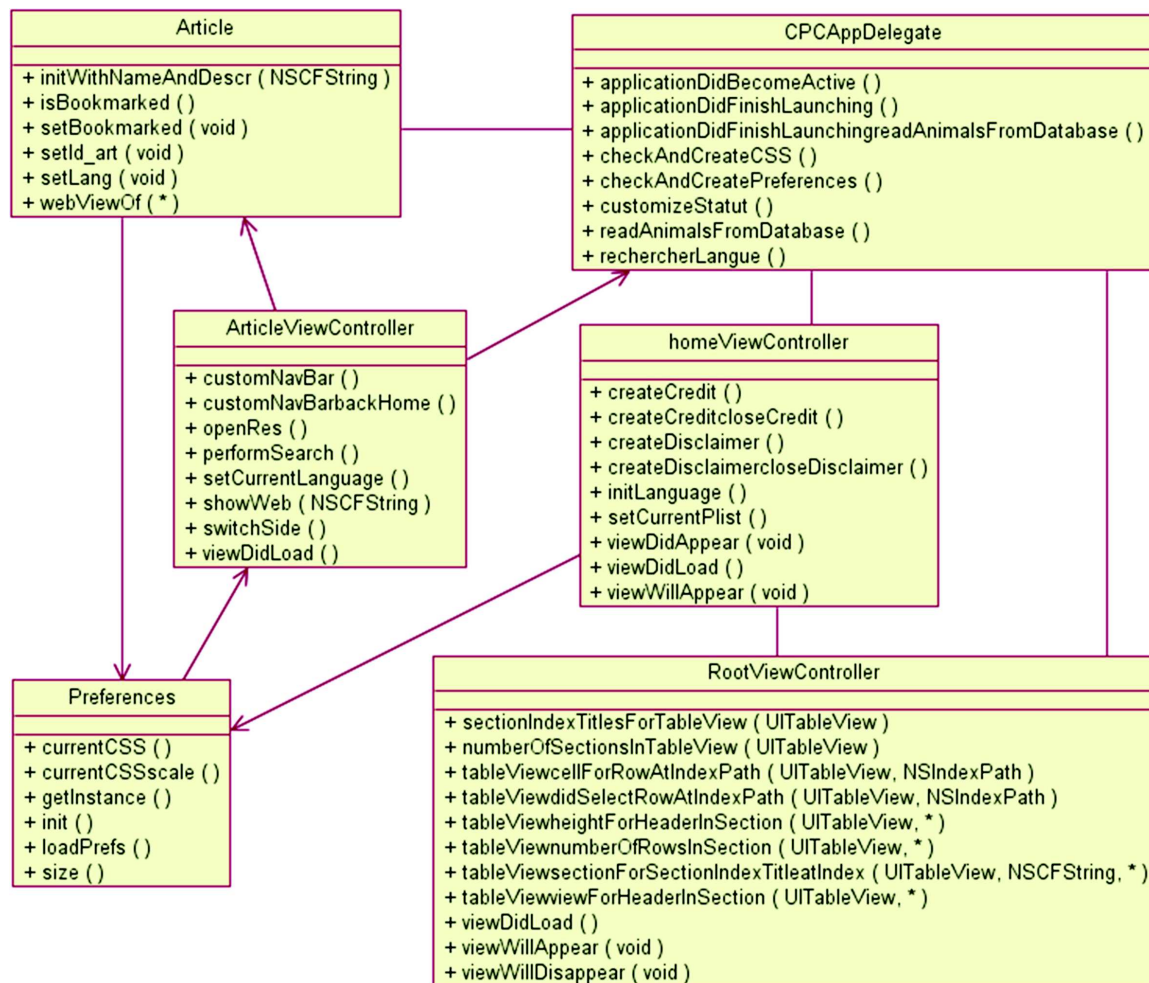 Article
+ initWithNameAndDescr ( NSCFString )
+ isBookmarked ( )
+ setBookmarked ( void )
+ setId_art ( void )
+ setLang ( void )
+ webViewOf ( * )
CPCAppDelegate
+ applicationDidBecomeActive ( )
+ applicationDidFinishLaunching ( )
+ applicationDidFinishLaunchingreadAnimalsFromDatabase ( )
+ checkAndCreateCSS ( )
+ checkAndCreatePreferences ( )
+ customizeStatut ( )
+ readAnimalsFromDatabase ( )
+ rechercherLangue ( )
ArticleViewController
+ customNavBar ( )
+ customNavBarbackHome ( )
+ openRes ( )
+ performSearch ( )
+ setCurrentLanguage ( )
+ showWeb ( NSCFString )
+ switchSide ( )
+ viewDidLoad ( )
homeViewController
+ createCredit ( )
+ createCreditcloseCredit ( )
+ createDisclaimer ( )
+ createDisclaimercloseDisclaimer ( )
+ initLanguage ( )
+ setCurrentPlist ( )
+ viewDidAppear ( void )
+ viewDidLoad ( )
+ viewWillAppear ( void )
Preferences
+ currentCSS ( )
+ currentCSSscale ( )
+ getInstance ( )
+ init ( )
+ loadPrefs ( )
+ size ( )
RootViewController
+ sectionIndexTitlesForTableView ( UITableView )
+ numberOfSectionsInTableView ( UITableView )
+ tableViewcellForRowAtIndexPath ( UITableView, NSIndexPath )
+ tableViewdidSelectRowAtIndexPath ( UITableView, NSIndexPath )
+ tableViewheightForHeaderInSection ( UITableView, * )
+ tableViewnumberOfRowsInSection ( UITableView, * )
+ tableViewsectionForSectionIndexTitleatIndex ( UITableView, NSCFString, * )
+ tableViewviewForHeaderInSection ( UITableView, * )
+ viewDidLoad ( )
+ viewWillAppear ( void )
+ viewWillDisappear ( void )